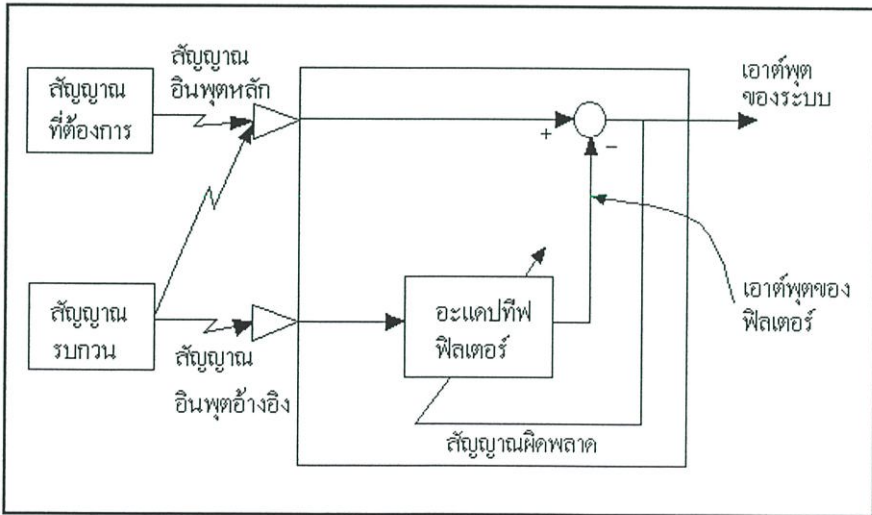 สัญญาณ
ที่ต้องการ
สัญญาณ
อินพุตหลัก
เอาต์พุต
ของระบบ
+
−
สัญญาณ
รบกวน
สัญญาณ
อินพุตอ้างอิง
อะแดปทีฟ
ฟิลเตอร์
เอาต์พุตของ
ฟิลเตอร์
สัญญาณผิดพลาด